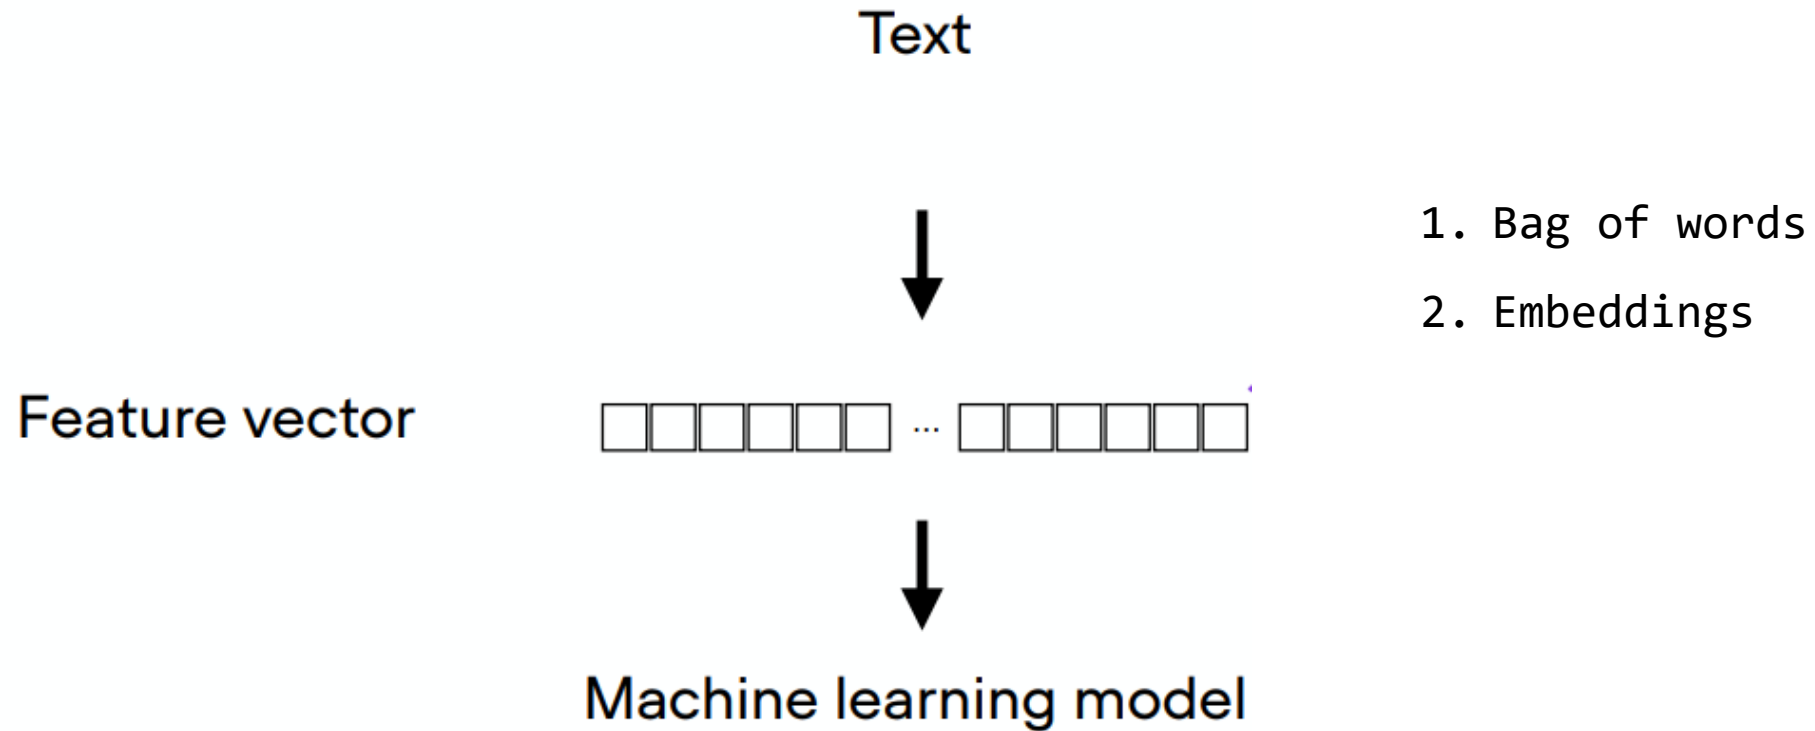 Text
1. Bag of words
2. Embeddings
Feature vector
...
Machine learning model